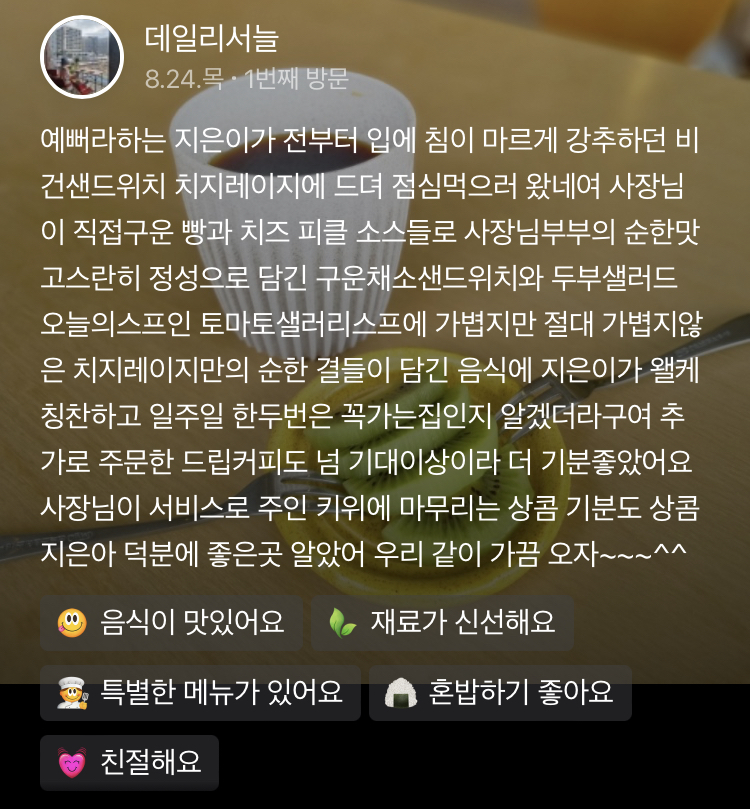 데일리서늘
8.24.목 · 1번째 방문
예뻐라하는 지은이가 전부터 입에 침이 마르게 강추하던 비
건샌드위치 치지레이지에 드뎌 점심먹으러 왔네여 사장님
이 직접구운 빵과 치즈 피클 소스들로 사장님부부의 순한맛
고스란히 정성으로 담긴 구운채소샌드위치와 두부샐러드
오늘의스프인 토마토샐러리스프에 가볍지만 절대 가볍지않
은 치지레이지만의 순한 결들이 담긴 음식에 지은이가 왤케
칭찬하고 일주일 한두번은 꼭가는집인지 알겠더라구여 추
가로 주문한 드립커피도 넘 기대이상이라 더 기분좋았어요
사장님이 서비스로 주인 키위에 마무리는 상콤 기분도 상콤
지은아 덕분에 좋은곳 알았어 우리 같이 가끔 오자~~~^^
음식이 맛있어요
재료가 신선해요
특별한 메뉴가 있어요
혼밥하기 좋아요
친절해요